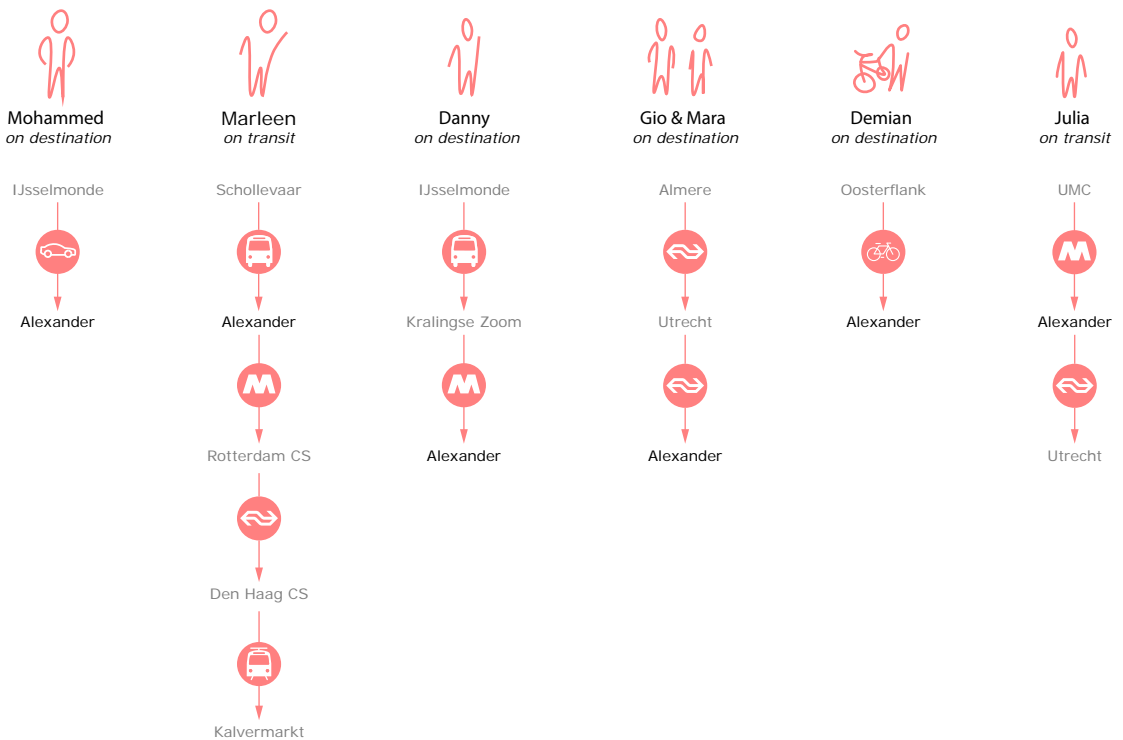 Mohammed
on destination
IJsselmonde
Alexander
Marleen
on transit
Schollevaar
Alexander
M
Rotterdam CS
Den Haag CS
Kalvermarkt
Danny
on destination
IJsselmonde
Kralingse Zoom
M
Alexander
Gio & Mara
on destination
Almere
Utrecht
Alexander
Demian
on destination
Oosterflank
Alexander
Julia
on transit
UMC
M
Alexander
Utrecht